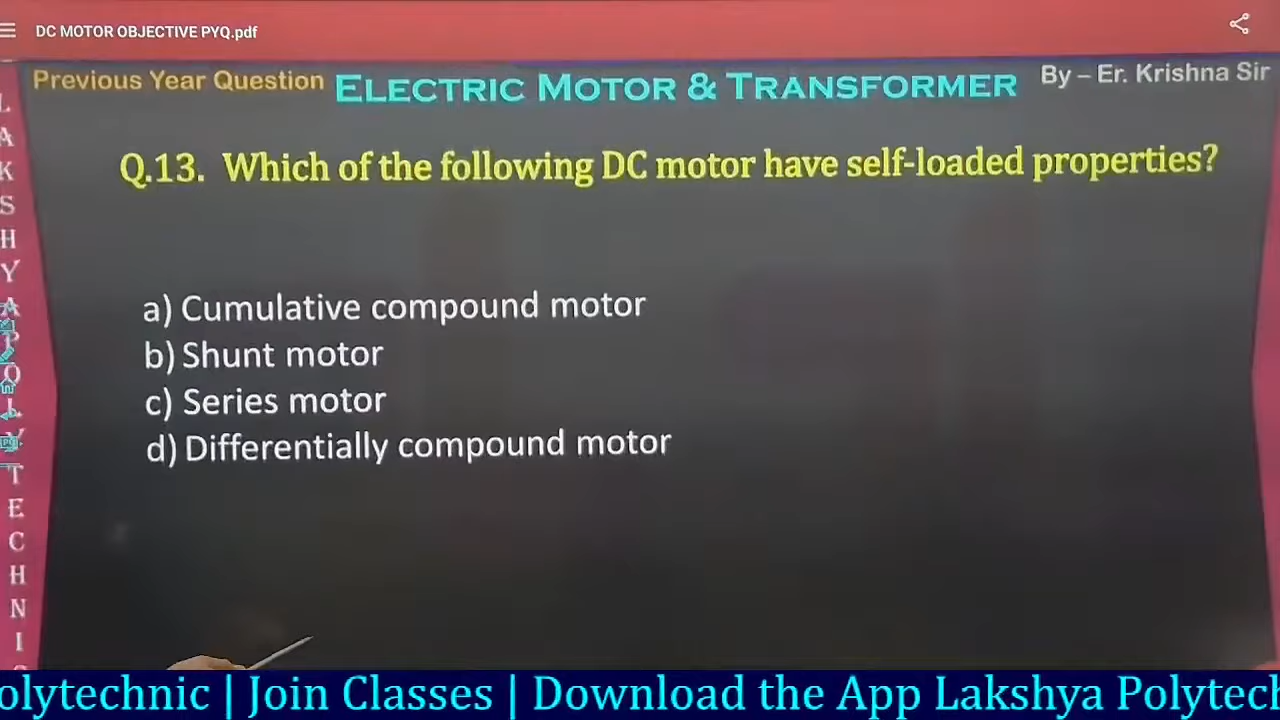 DC MOTOR OBJECTIVE PYQ.pdf
Previous Year Question ELECTRIC MOTOR & TRANSFORMER By – Er. Krishna Sir
Q.13. Which of the following DC motor have self-loaded properties?
a) Cumulative compound motor
b) Shunt motor
c) Series motor
d) Differentially compound motor
LAKSHYA POLYTECHNI
olytechnic | Join Classes | Download the App Lakshya Polytech